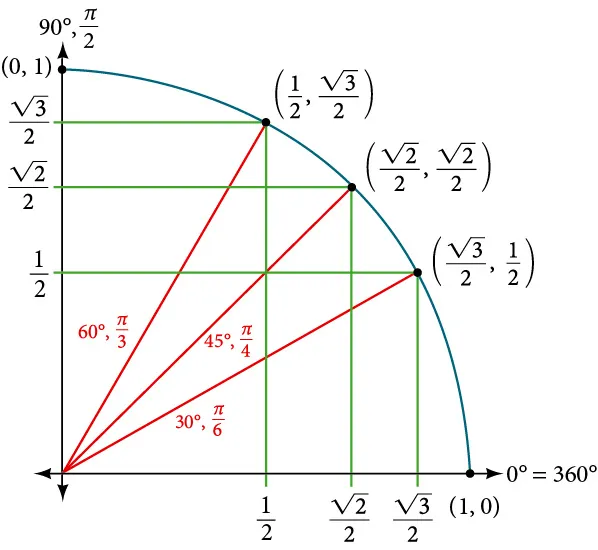 90°, π/2
(0, 1)
(1/2, √3/2)
√3/2
(√2/2, √2/2)
√2/2
(√3/2, 1/2)
1/2
60°, π/3
45°, π/4
30°, π/6
0° = 360°
1/2
√2/2
√3/2
(1, 0)